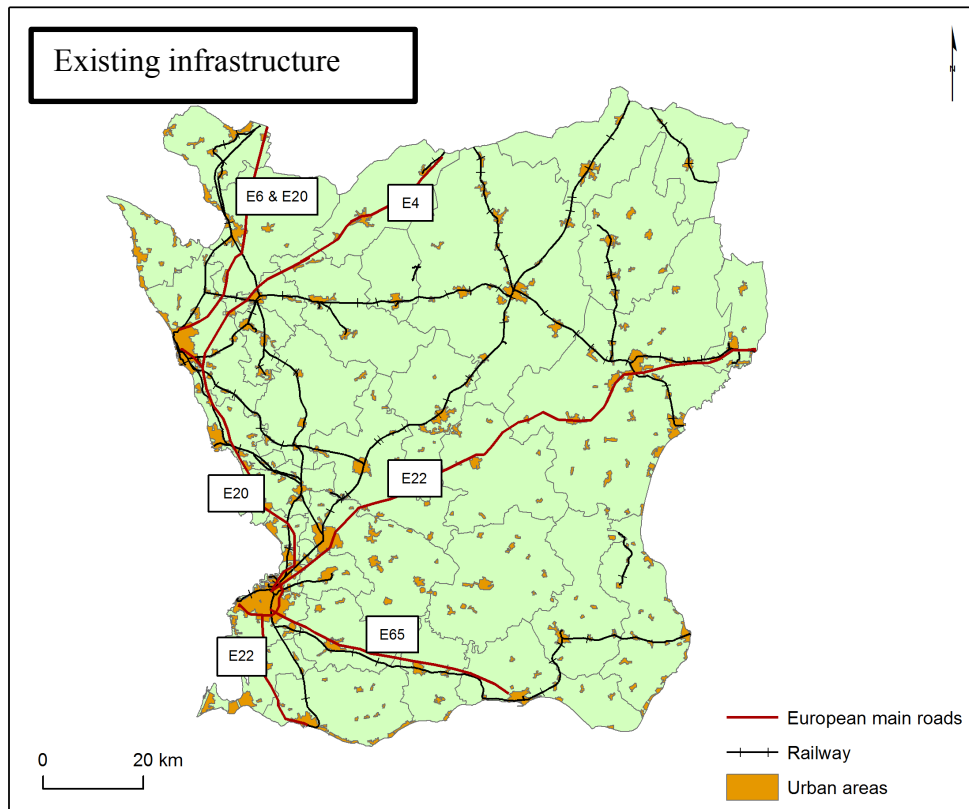 Existing infrastructure
N
E6 & E20
E4
E22
E20
E65
E22
European main roads
Railway
Urban areas
0 20 km